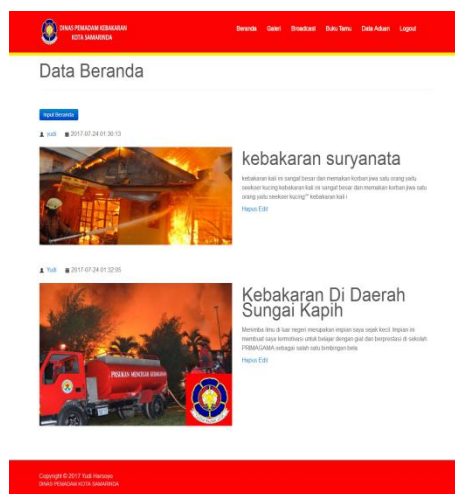 DINAS PEMADAM KEBAKARAN
KOTA SAMARINDA
Beranda Galeri Broadcast Buku Tamu Data Aduan Logout
Data Beranda
Input Beranda
yudi 2017-07-24 01:30:13
kebakaran suryanata
kebakaran kali ini sangat besar dan memakan korban jiwa satu orang yaitu
seekoer kucing kebakaran kali ini sangat besar dan memakan korban jiwa satu
orang yaitu seekoer kucing"" kebakaran kali i
Hapus Edit
Yudi 2017-07-24 01:32:05
Kebakaran Di Daerah
Sungai Kapih
Menimba ilmu di luar negeri merupakan impian saya sejak kecil. Impian ini
membuat saya termotivasi untuk belajar dengan giat dan berprestasi di sekolah.
PRIMAGAMA sebagai salah satu bimbingan bela
Hapus Edit
Copyright © 2017 Yudi Harsoyo
DINAS PEMADAM KOTA SAMARINDA